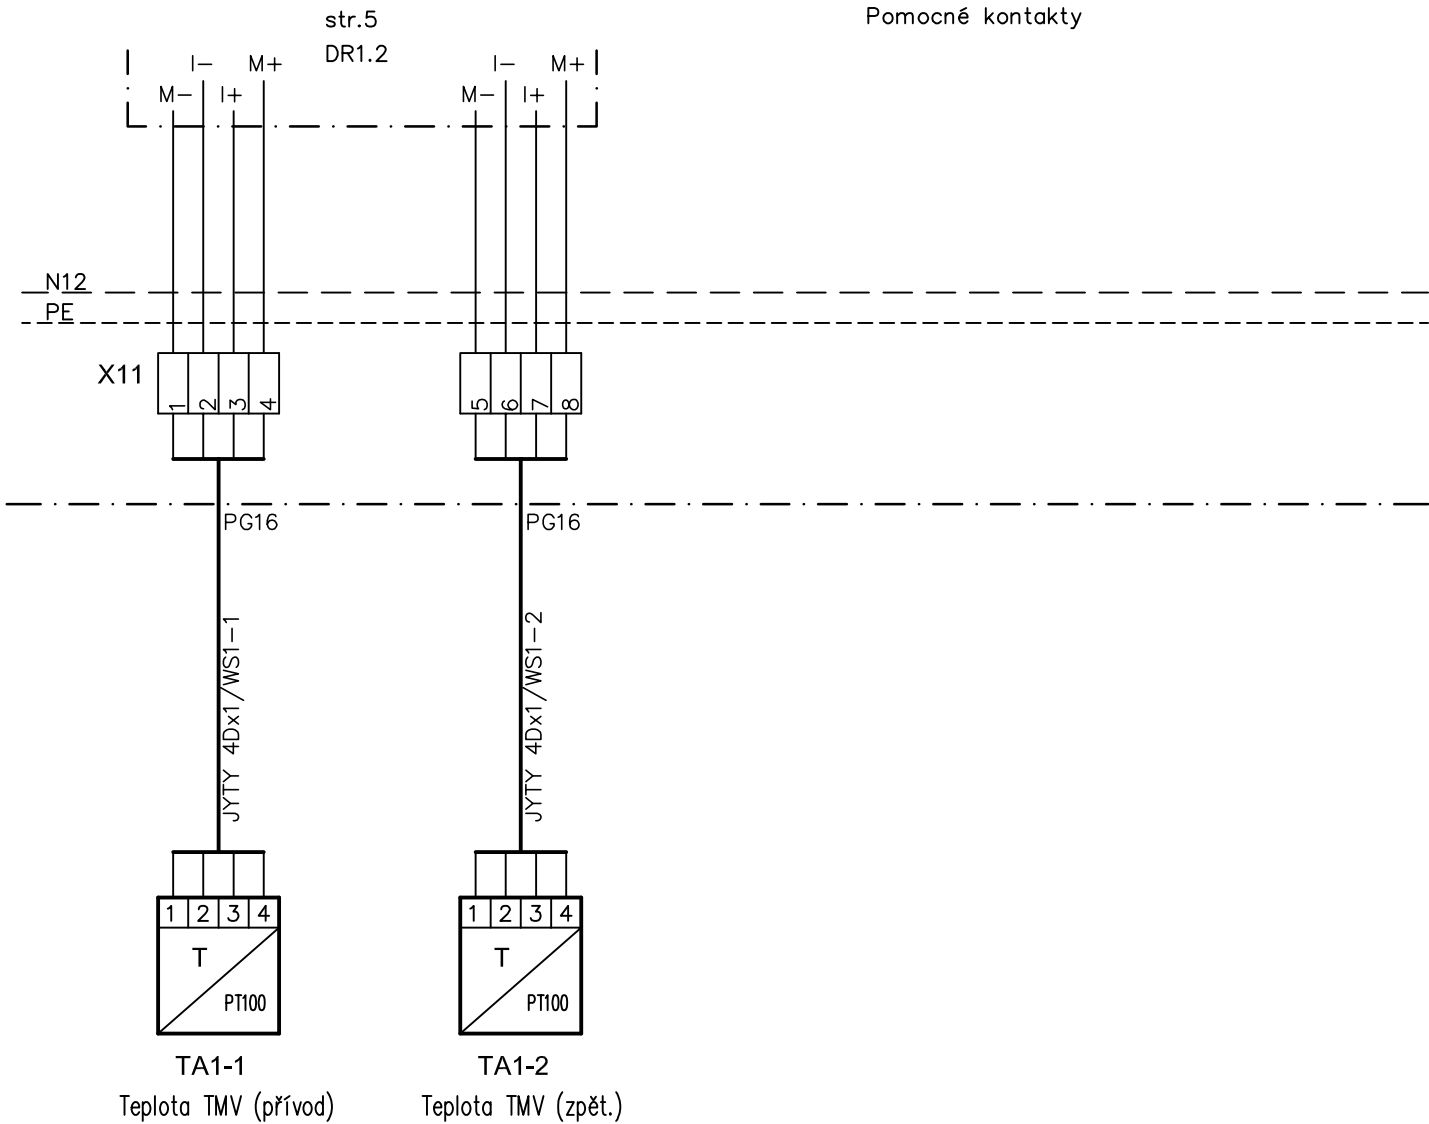 str.5
Pomocné kontakty
DR1.2
I- M+ I- M+
M- I+ M- I+
N12
PE
X11
1 2 3 4 5 6 7 8
PG16 PG16
JYTY 4Dx1/WS1-1
JYTY 4Dx1/WS1-2
1 2 3 4 1 2 3 4
T T
PT100 PT100
TA1-1 TA1-2
Teplota TMV (přívod) Teplota TMV (zpět.)